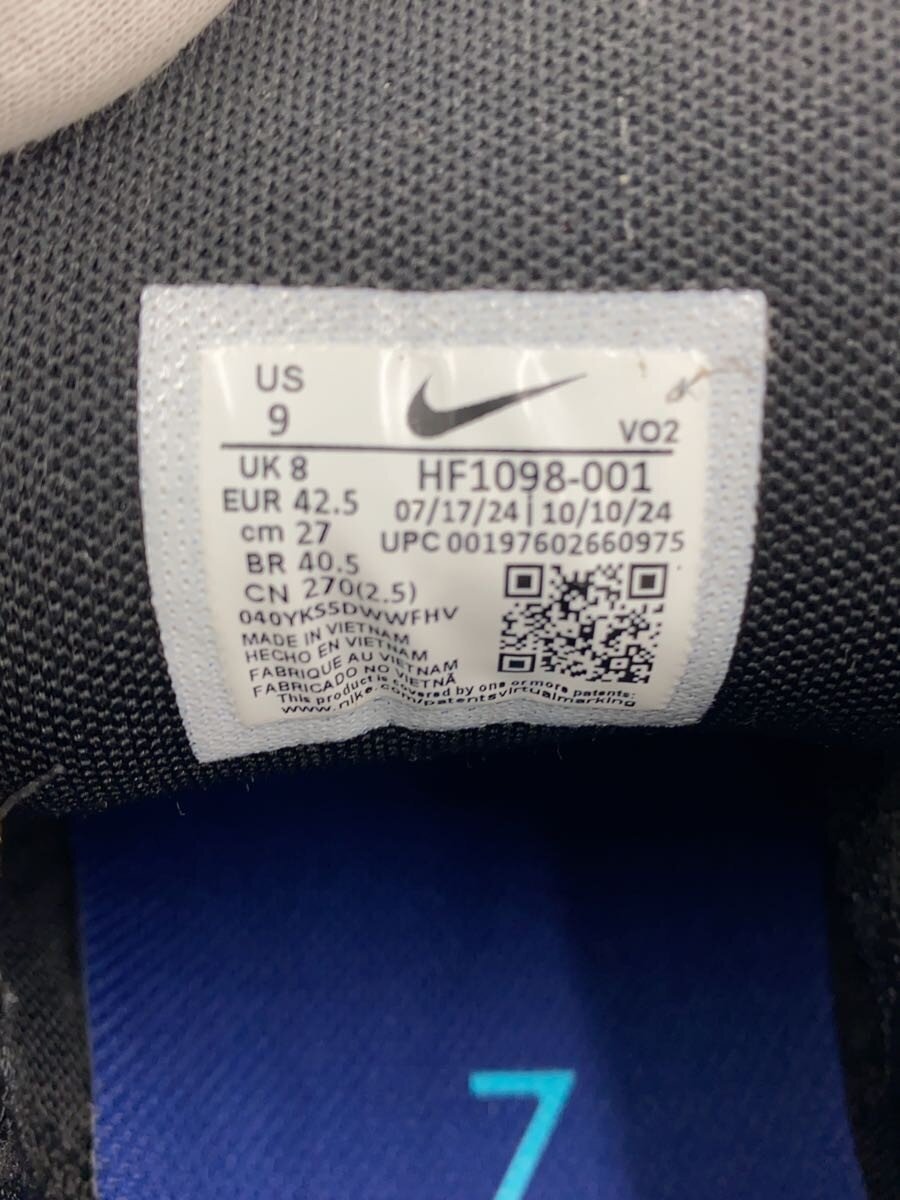 US
9
VO2
UK 8
HF1098-001
EUR 42.5
07/17/24 | 10/10/24
cm 27
UPC 00197602660975
BR 40.5
CN 270(2.5)
040YKS5DWWFHV
MADE IN VIETNAM
HECHO EN VIETNAM
FABRIQUE AU VIETNAM
FABRICADO NO VIETNÃ
This product is covered by one or more patents:
www.nike.com/patentsvirtualmarking
7